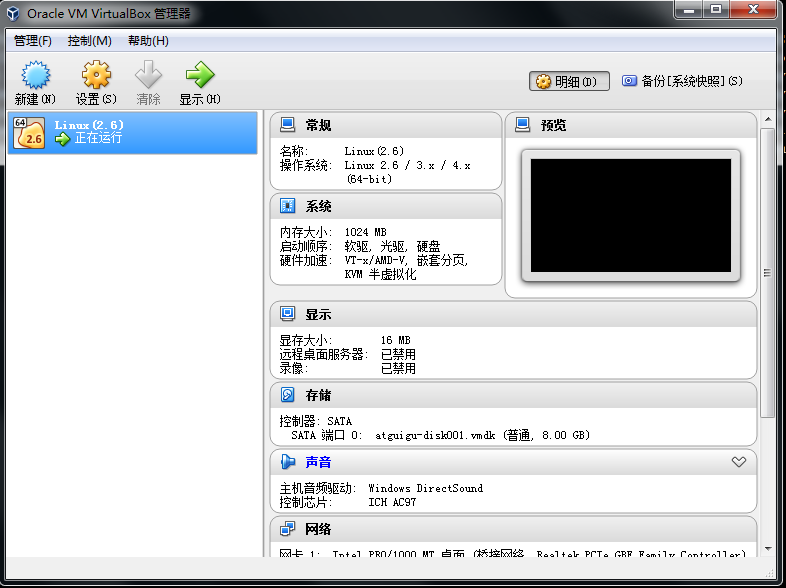 Oracle VM VirtualBox 管理器
管理(F) 控制(M) 帮助(H)
新建(N) 设置(S) 清除 显示(H) 明细(D) 备份[系统快照](S)
64
2.6
Linux(2.6)
正在运行
常规
名称: Linux(2.6)
操作系统: Linux 2.6 / 3.x / 4.x
(64-bit)
预览
系统
内存大小: 1024 MB
启动顺序: 软驱, 光驱, 硬盘
硬件加速: VT-x/AMD-V, 嵌套分页,
KVM 半虚拟化
显示
显存大小: 16 MB
远程桌面服务器: 已禁用
录像: 已禁用
存储
控制器: SATA
SATA 端口 0: atguigu-disk001.vmdk (普通, 8.00 GB)
声音
主机音频驱动: Windows DirectSound
控制芯片: ICH AC97
网络
网卡 1: Intel PRO/1000 MT 桌面 (桥接网络, Realtek PCIe GBE Family Controller)